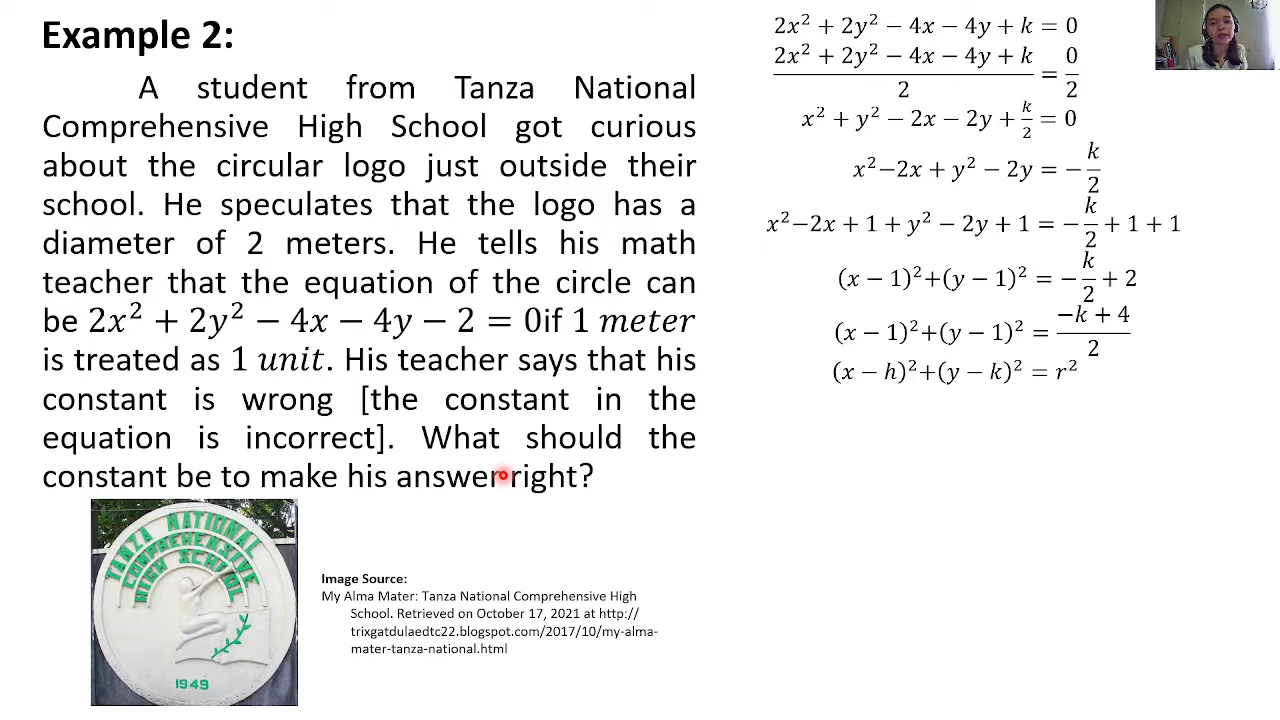 Example 2:
A student from Tanza National
Comprehensive High School got curious
about the circular logo just outside their
school. He speculates that the logo has a
diameter of 2 meters. He tells his math
teacher that the equation of the circle can
be 2x² + 2y² − 4x − 4y − 2 = 0if 1 meter
is treated as 1 unit. His teacher says that his
constant is wrong [the constant in the
equation is incorrect]. What should the
constant be to make his answer right?
TANZA NATIONAL
COMPREHENSIVE
HIGH SCHOOL
1949
Image Source:
My Alma Mater: Tanza National Comprehensive High
School. Retrieved on October 17, 2021 at http://
trixgatdulaedtc22.blogspot.com/2017/10/my-alma-
mater-tanza-national.html
2x² + 2y² − 4x − 4y + k = 0
(2x² + 2y² − 4x − 4y + k)/2 = 0/2
x² + y² − 2x − 2y + k/2 = 0
x²−2x + y² − 2y = −k/2
x²−2x + 1 + y² − 2y + 1 = −k/2 + 1 + 1
(x − 1)²+(y − 1)² = −k/2 + 2
(x − 1)²+(y − 1)² = (−k + 4)/2
(x − h)²+(y − k)² = r²